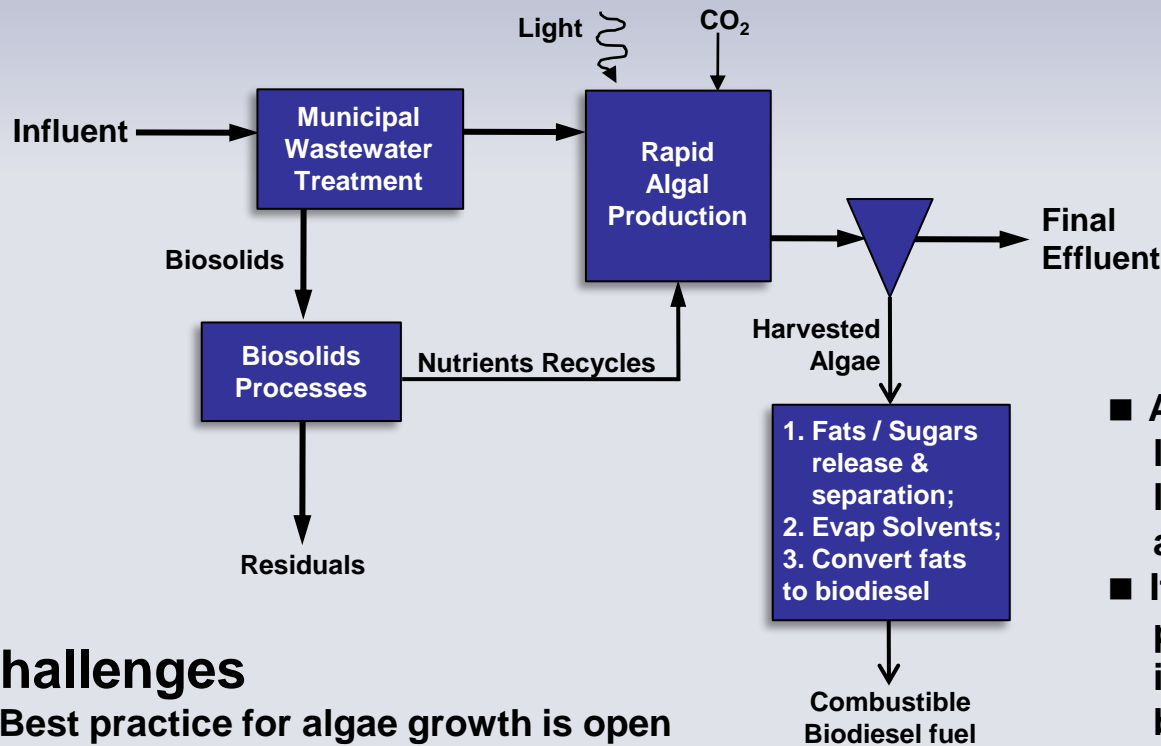 Light
CO₂
Influent
Municipal
Wastewater
Treatment
Rapid
Algal
Production
Final
Effluent
Biosolids
Biosolids
Processes
Nutrients Recycles
Harvested
Algae
1. Fats / Sugars
release &
separation;
2. Evap Solvents;
3. Convert fats
to biodiesel
Residuals
Combustible
Biodiesel fuel
hallenges
Best practice for algae growth is open